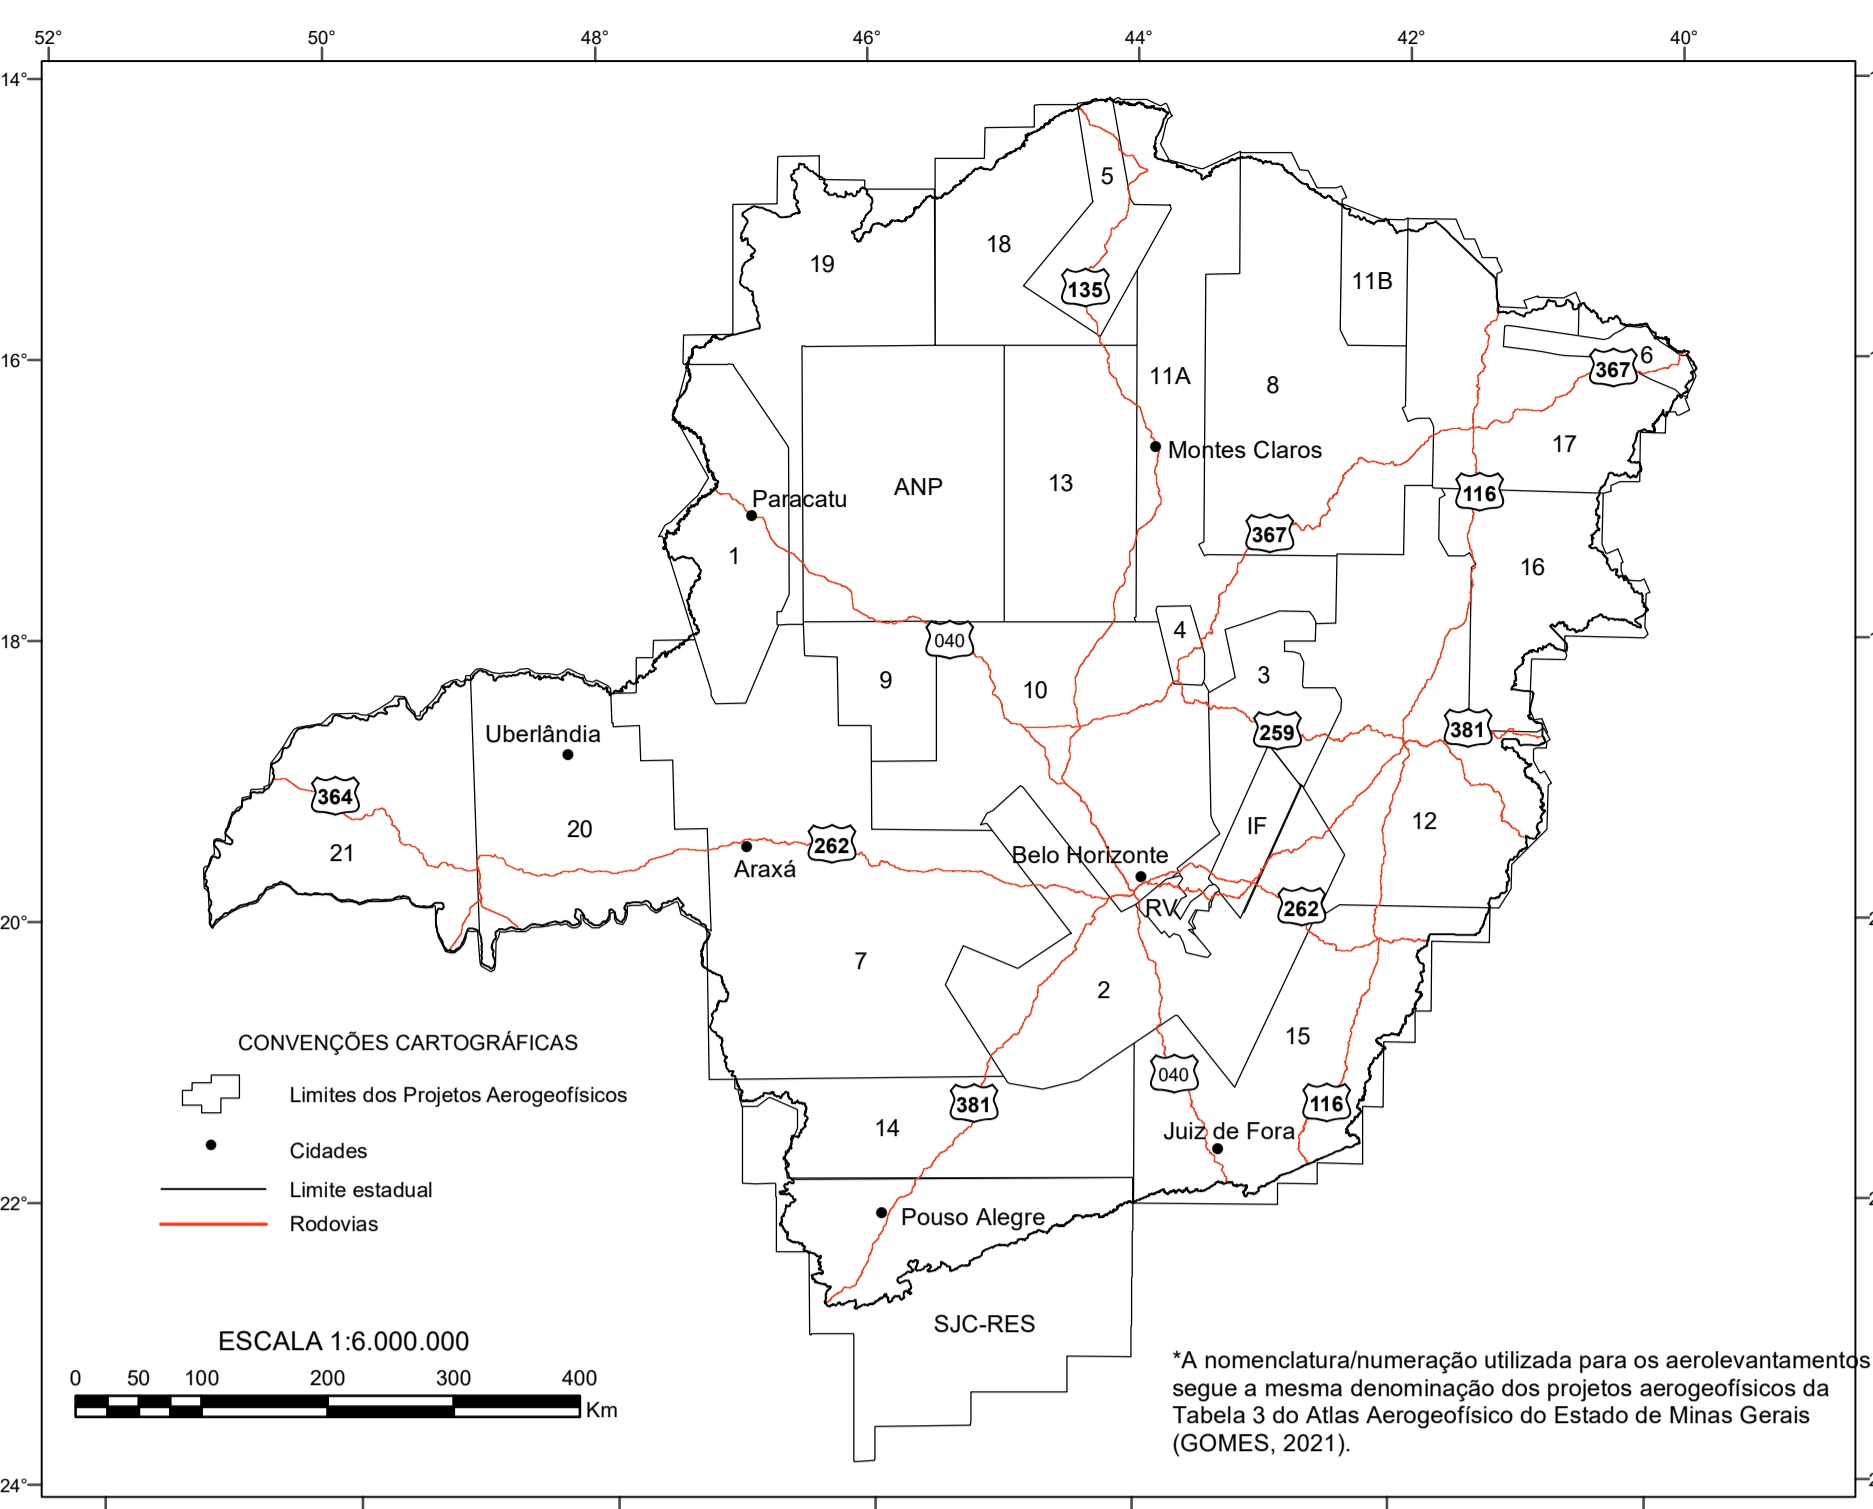 52° 50° 48° 46° 44° 42° 40°
14°
5
18
19
135
11B
16°
6
367
11A
8
17
Montes Claros
ANP
13
116
Paracatu
367
1
16
4
18°
040
3
9
10
381
259
Uberlândia
364
12
IF
20
262
21
Belo Horizonte
Araxá
262
RV
20°
7
2
15
CONVENÇÕES CARTOGRÁFICAS
Limites dos Projetos Aerogeofísicos
040
381
116
14
Juiz de Fora
Cidades
Limite estadual
22°
Pouso Alegre
Rodovias
SJC-RES
ESCALA 1:6.000.000
0 50 100 200 300 400
Km
*A nomenclatura/numeração utilizada para os aerolevantamentos
segue a mesma denominação dos projetos aerogeofísicos da
Tabela 3 do Atlas Aerogeofísico do Estado de Minas Gerais
(GOMES, 2021).
24°